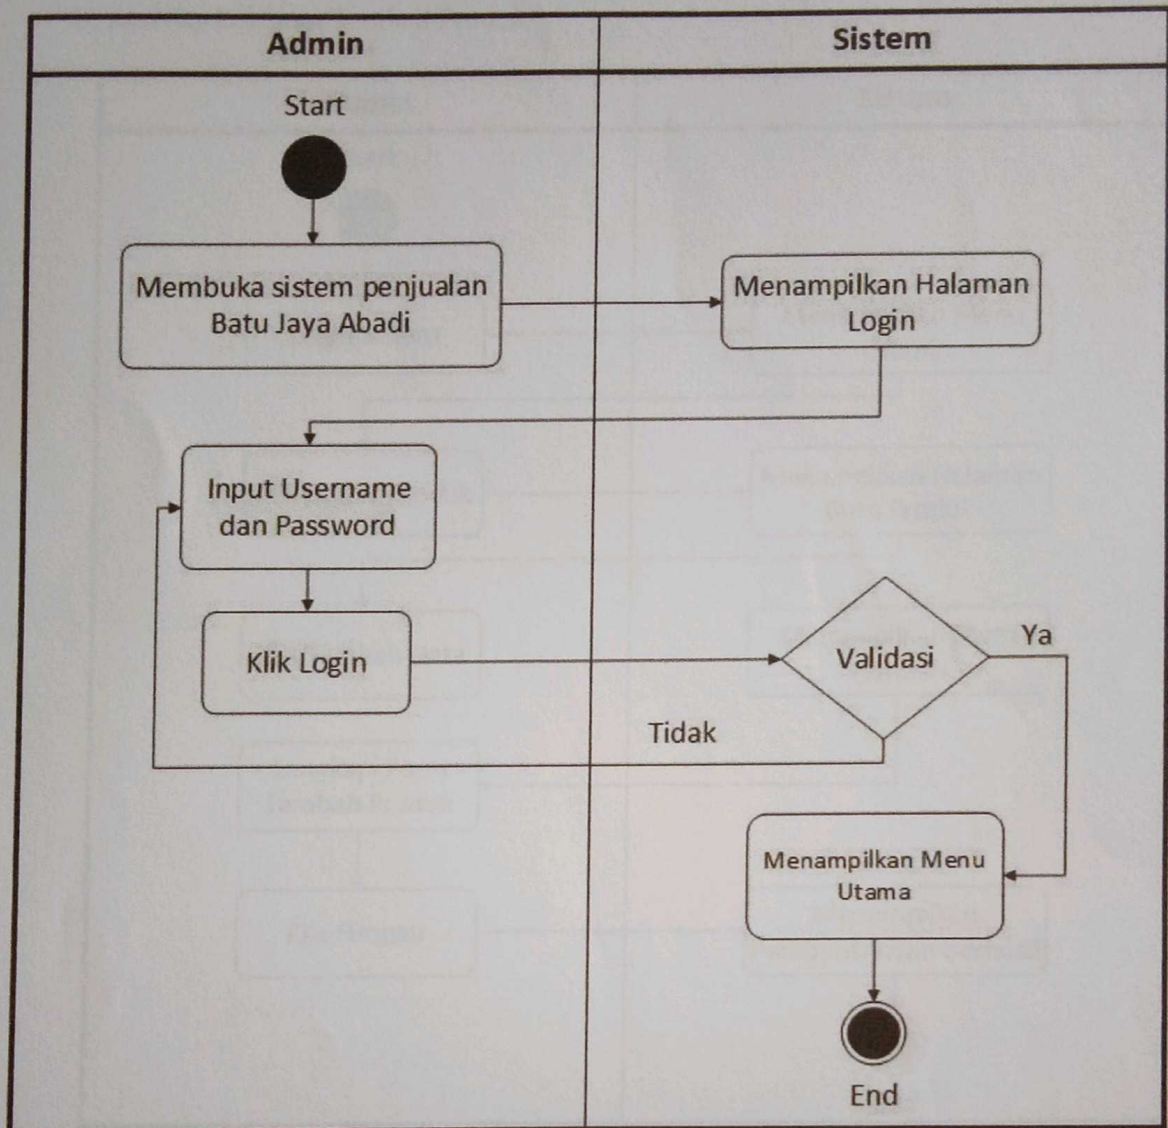 Admin
Sistem
Start
Membuka sistem penjualan
Batu Jaya Abadi
Menampilkan Halaman
Login
Input Username
dan Password
Klik Login
Validasi
Ya
Tidak
Menampilkan Menu
Utama
End